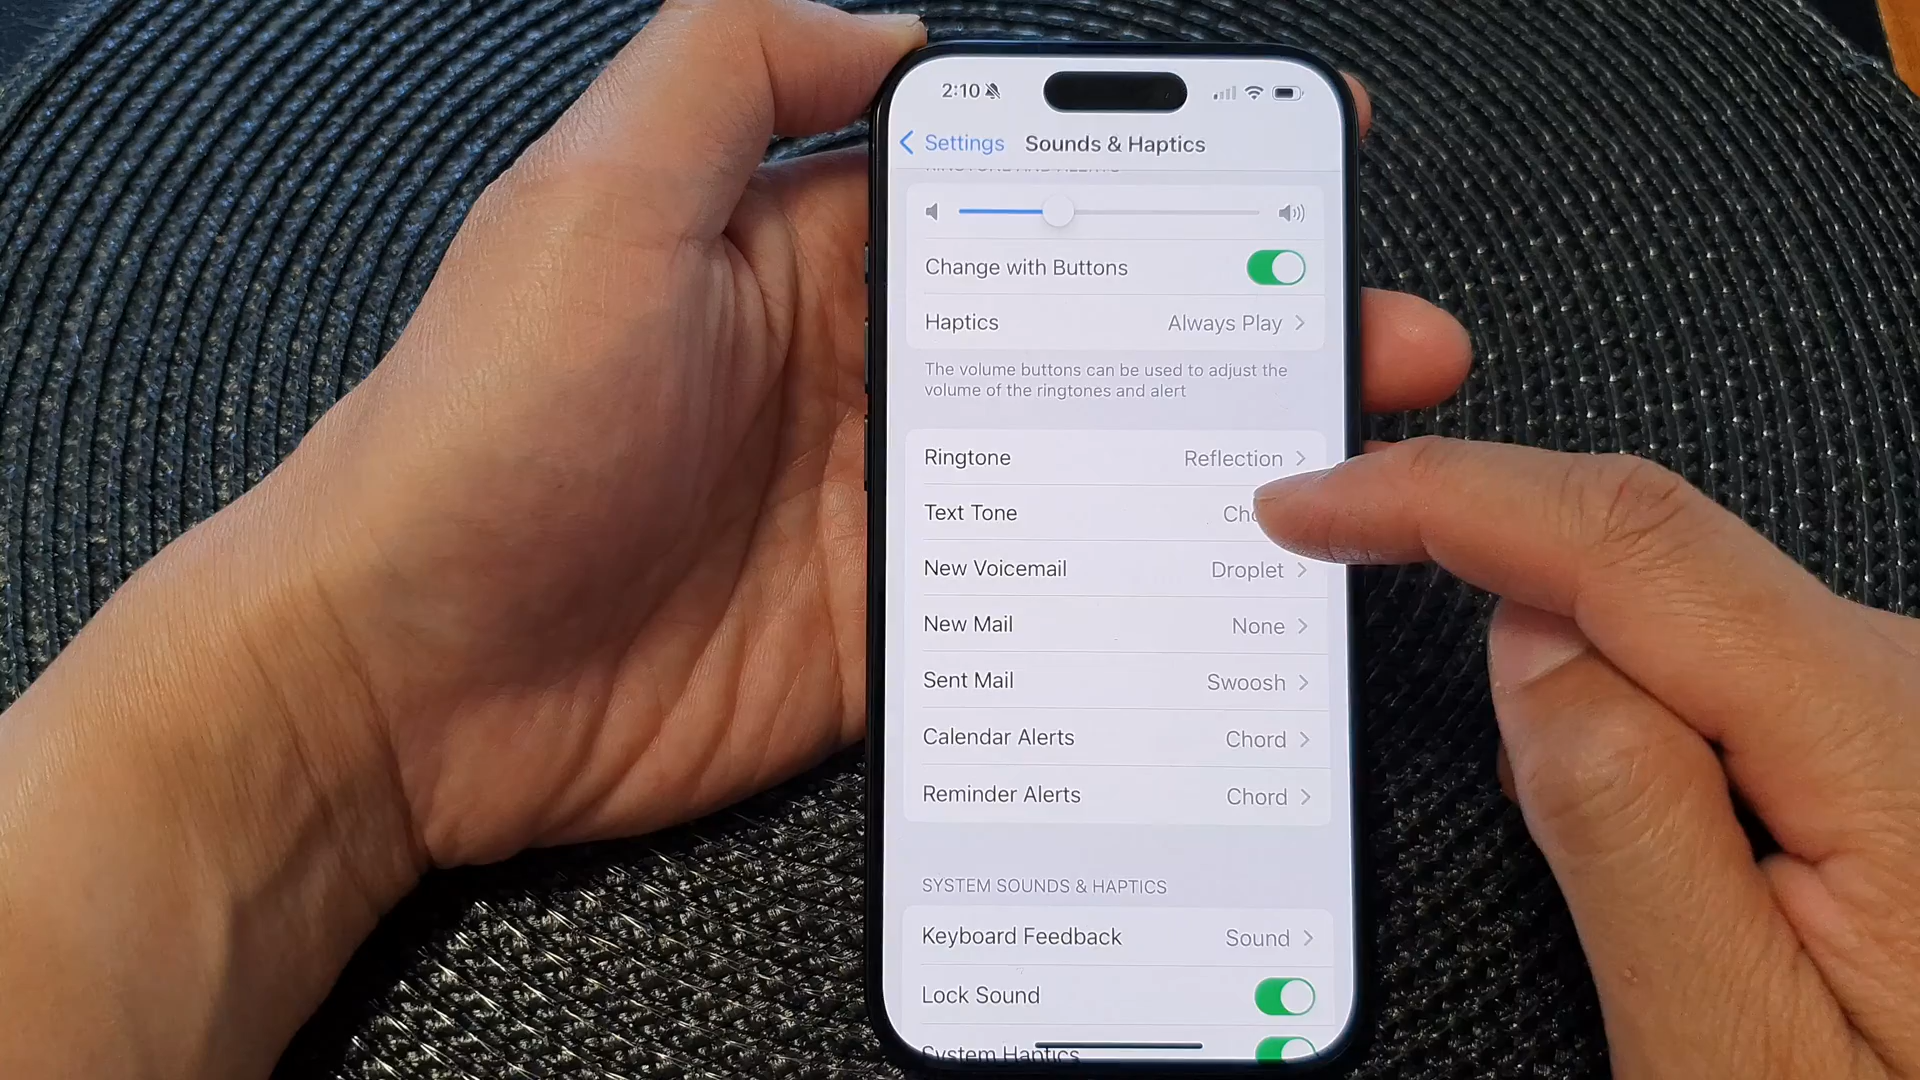 2:10
Settings Sounds & Haptics
Change with Buttons
Haptics Always Play
The volume buttons can be used to adjust the
volume of the ringtones and alert
Ringtone Reflection
Text Tone
New Voicemail Droplet
New Mail None
Sent Mail Swoosh
Calendar Alerts Chord
Reminder Alerts Chord
SYSTEM SOUNDS & HAPTICS
Keyboard Feedback Sound
Lock Sound
System Haptics